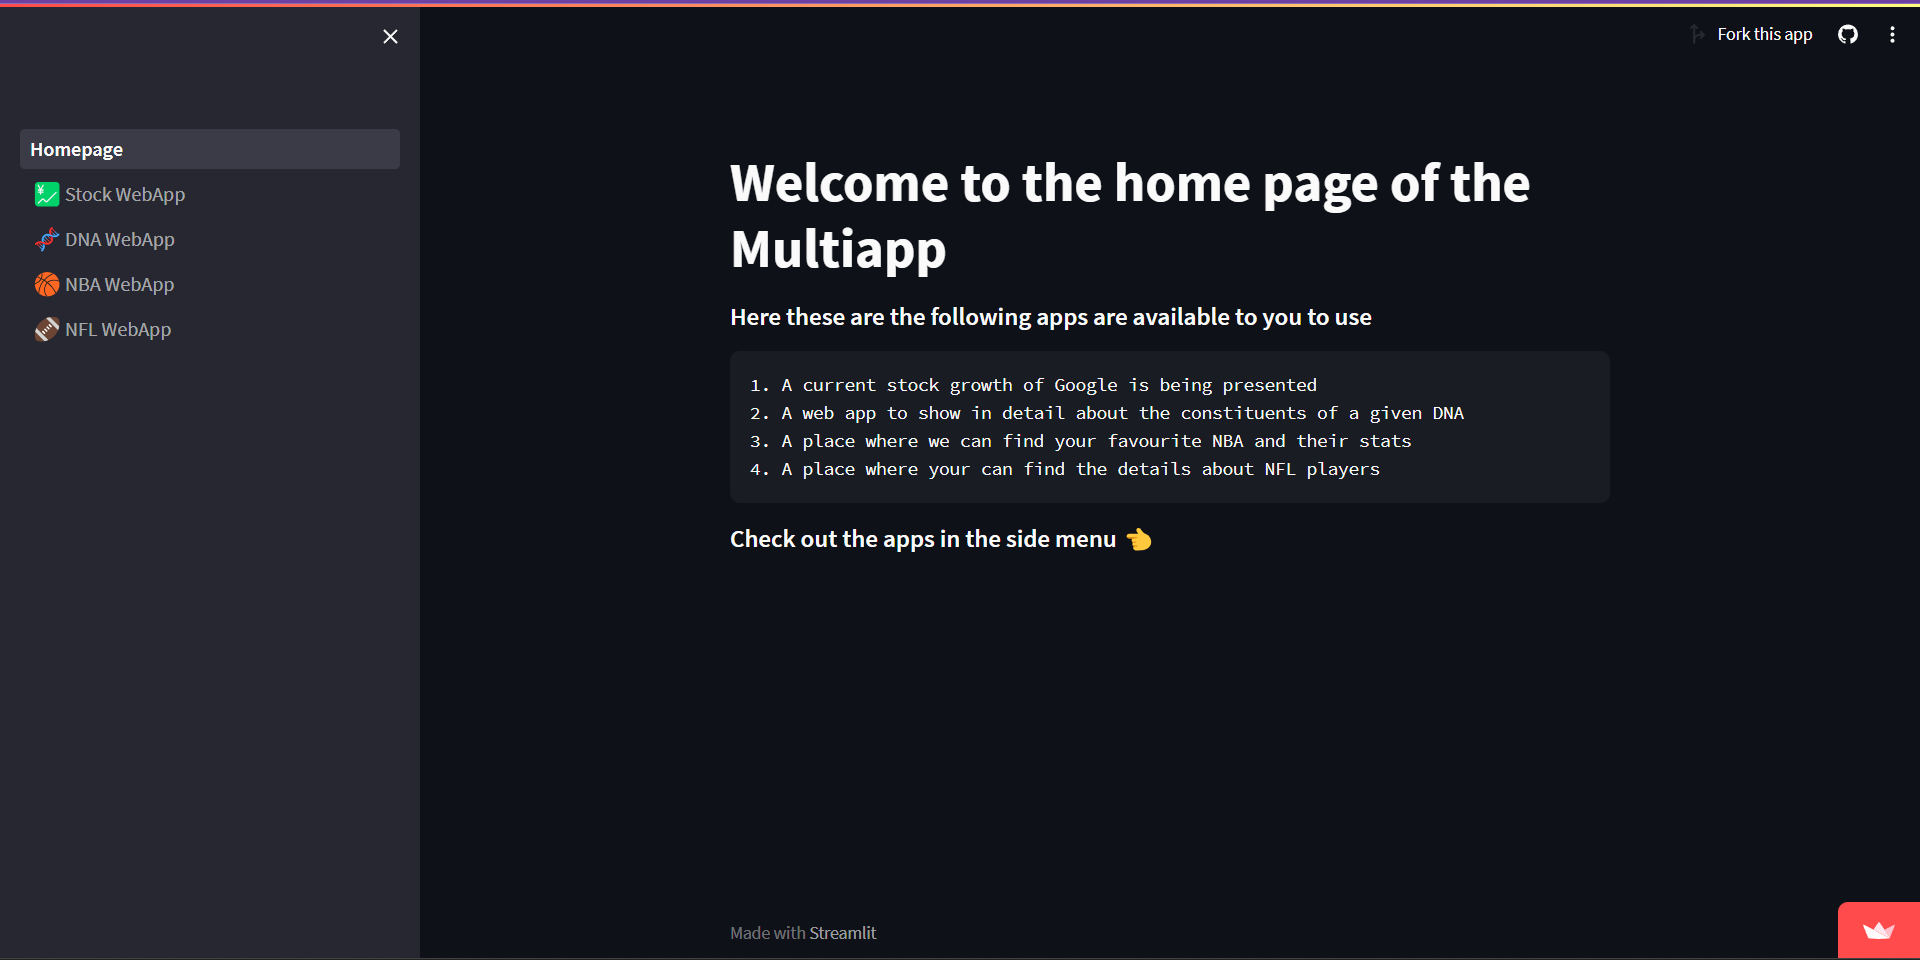 Fork this app
Homepage
Stock WebApp
DNA WebApp
NBA WebApp
NFL WebApp
Welcome to the home page of the
Multiapp
Here these are the following apps are available to you to use
1. A current stock growth of Google is being presented
2. A web app to show in detail about the constituents of a given DNA
3. A place where we can find your favourite NBA and their stats
4. A place where your can find the details about NFL players
Check out the apps in the side menu 👈
Made with Streamlit